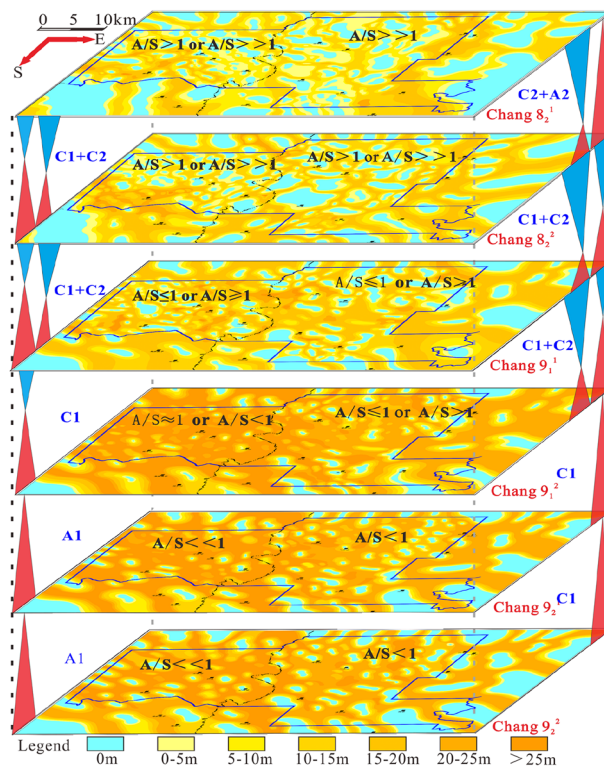 0 5 10km
E
S
A/S>1 or A/S>>1
A/S>>1
C2+A2
Chang 8₂¹
C1+C2
A/S>1 or A/S>>1
A/S>1 or A/S>>1
C1+C2
Chang 8₂²
C1+C2
A/S≤1 or A/S≥1
A/S≤1 or A/S>1
C1+C2
Chang 9₁¹
C1
A/S≈1 or A/S<1
A/S≤1 or A/S>1
C1
Chang 9₁²
A1
A/S<<1
A/S<1
C1
Chang 9₂¹
A1
A/S<<1
A/S<1
Chang 9₂²
Legend
0m 0-5m 5-10m 10-15m 15-20m 20-25m >25m